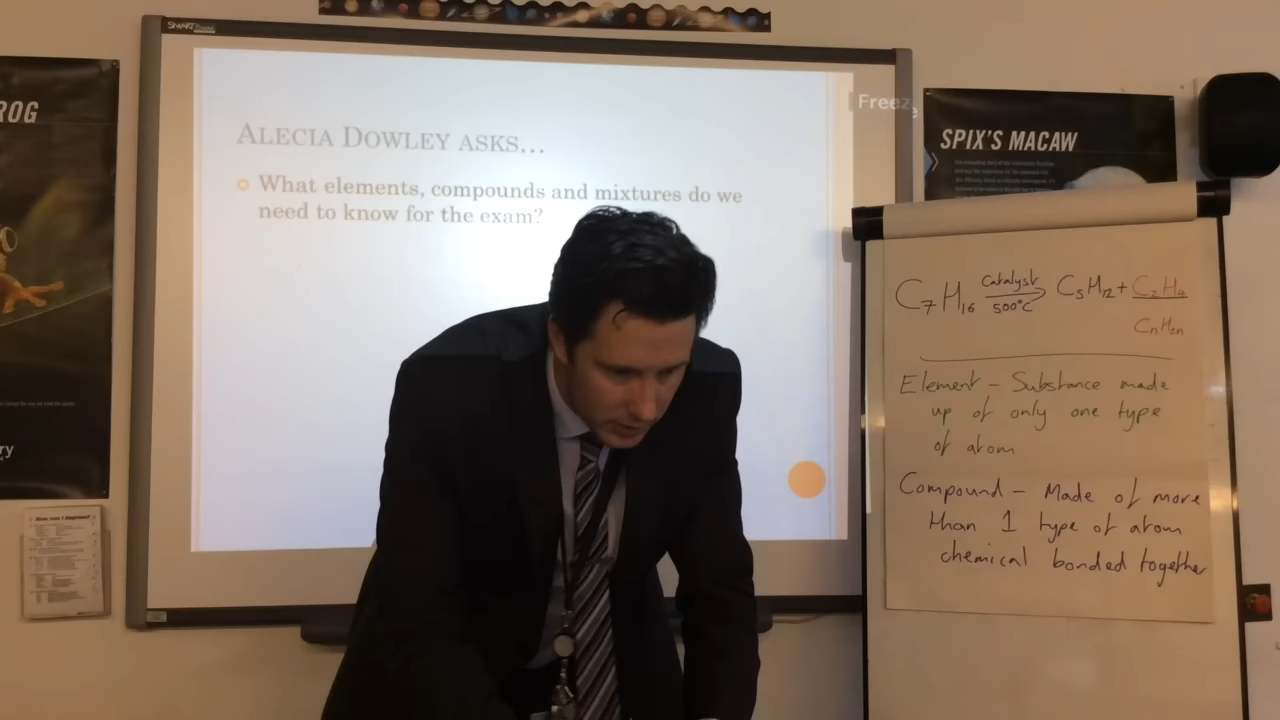 SMART
ROG
ALECIA DOWLEY ASKS...
What elements, compounds and mixtures do we
need to know for the exam?
Freeze
SPIX'S MACAW
C7H16 Catalyst 500°C C5H12 + C2H4
CnH2n
Element - Substance made
up of only one type
of atom
Compound - Made of more
than 1 type of atom
chemical bonded together
ry